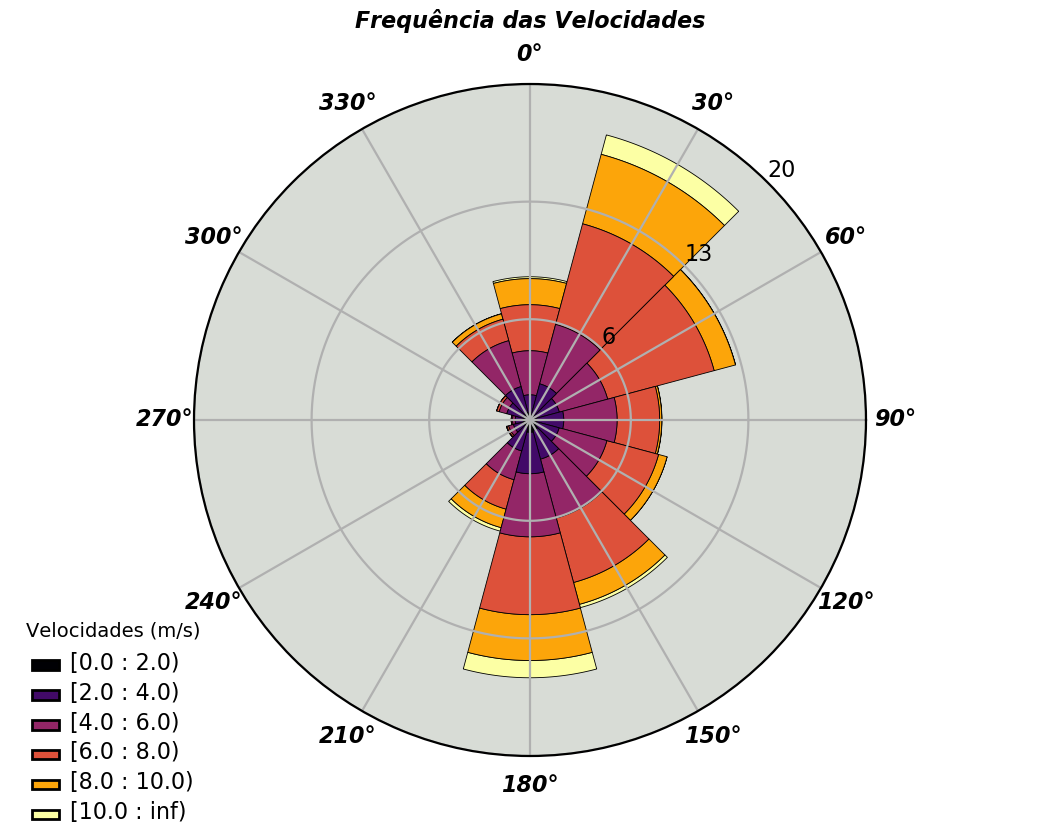 Frequência das Velocidades
0°
330°
30°
20
300°
60°
13
6
270°
90°
240°
120°
210°
150°
180°
Velocidades (m/s)
[0.0 : 2.0)
[2.0 : 4.0)
[4.0 : 6.0)
[6.0 : 8.0)
[8.0 : 10.0)
[10.0 : inf)